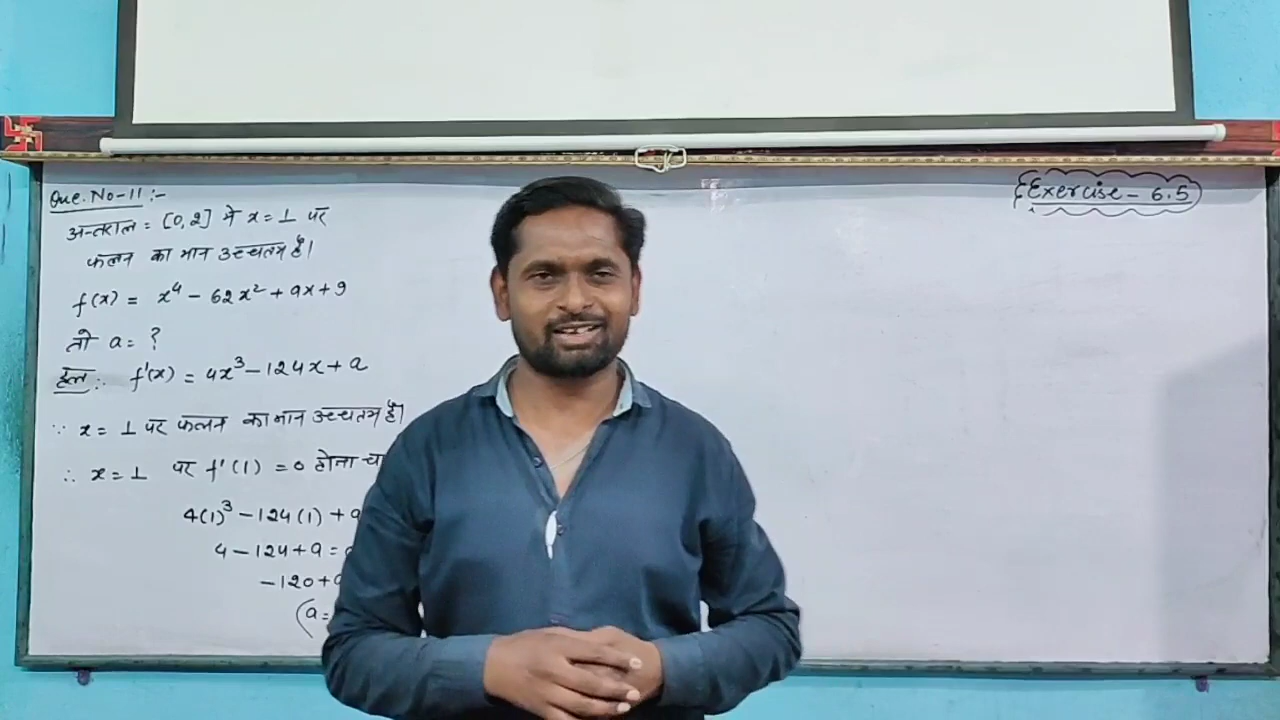 Que. No-11:-
अन्तराल = [0,2] मे x = 1 पर
फलन का मान उच्चतम है।
f(x) = x⁴ - 62x² + ax + 9
तो a = ?
हल:. f'(x) = 4x³ - 124x + a
∵ x = 1 पर फलन का मान उच्चतम है।
∴ x = 1 पर f'(1) = 0 होना
4(1)³ - 124(1) + a
4 - 124 + a =
-120 + a
(a =
Exercise - 6.5